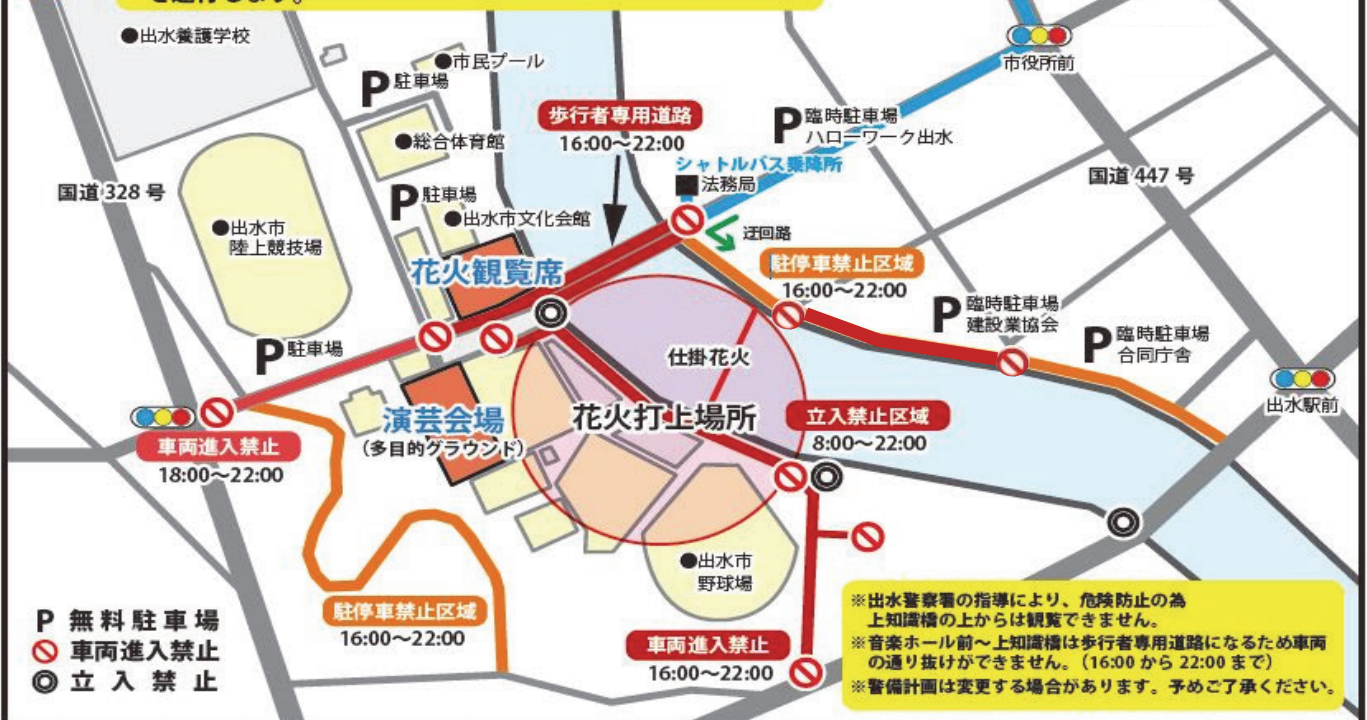 を運行します。
●出水養護学校
●市民プール
P 駐車場
●総合体育館
歩行者専用道路
16:00〜22:00
P 臨時駐車場
ハローワーク出水
市役所前
シャトルバス乗降所
■法務局
国道 328 号
国道 447 号
P 駐車場
●出水市文化会館
●出水市
陸上競技場
迂回路
花火観覧席
駐停車禁止区域
16:00〜22:00
P 臨時駐車場
建設業協会
P 臨時駐車場
合同庁舎
P 駐車場
仕掛花火
出水駅前
花火打上場所
演芸会場
(多目的グラウンド)
立入禁止区域
8:00〜22:00
車両進入禁止
18:00〜22:00
●出水市
野球場
駐停車禁止区域
16:00〜22:00
車両進入禁止
16:00〜22:00
P 無料駐車場
車両進入禁止
立入禁止
※出水警察署の指導により、危険防止の為
上知識橋の上からは観覧できません。
※音楽ホール前〜上知識橋は歩行者専用道路になるため車両
の通り抜けができません。(16:00 から 22:00 まで)
※警備計画は変更する場合があります。予めご了承ください。